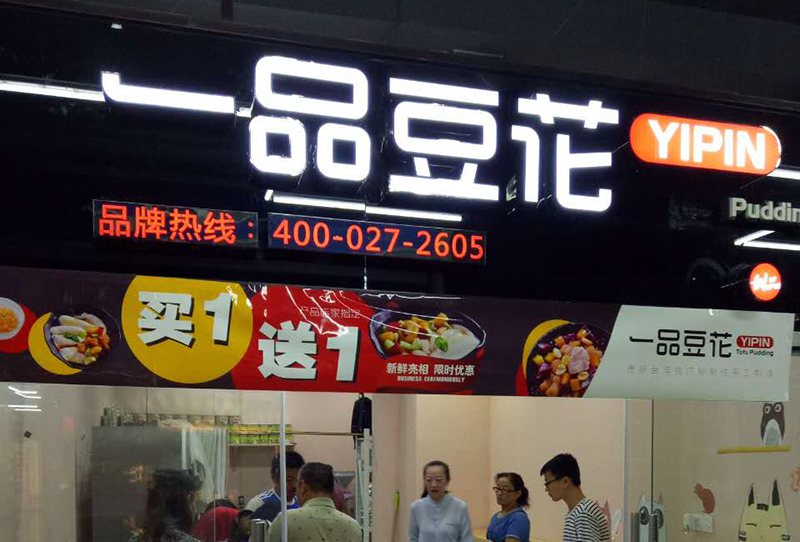 一品豆花 YIPIN
Puddin
品牌热线：400-027-2605
买1
送1
新鲜亮相 限时优惠
一品豆花 YIPIN
Tofu Pudding